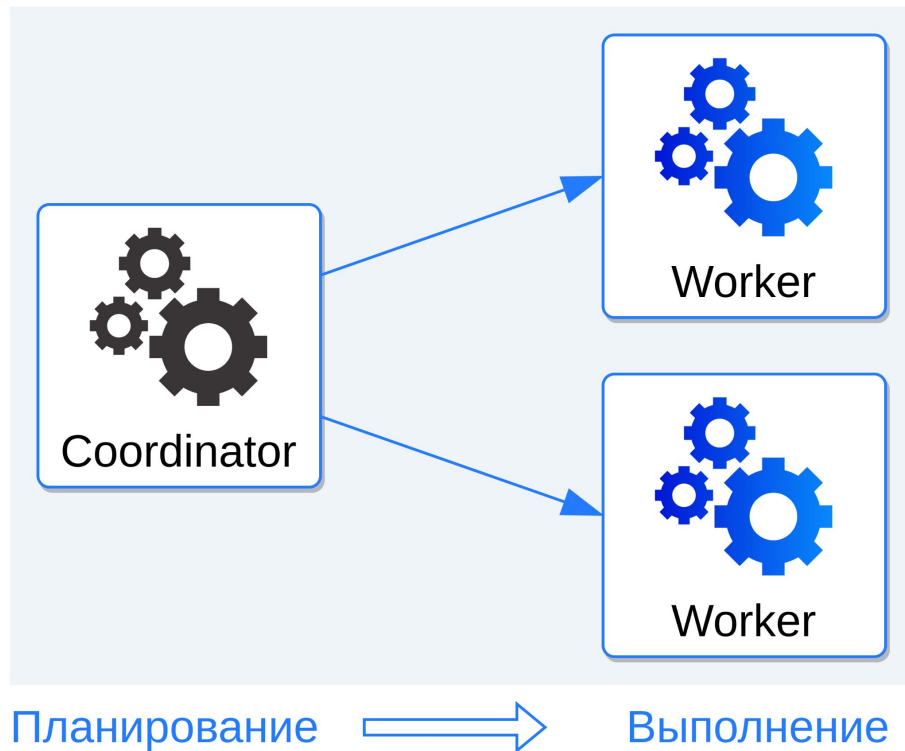 Worker
Coordinator
Worker
Планирование
Выполнение